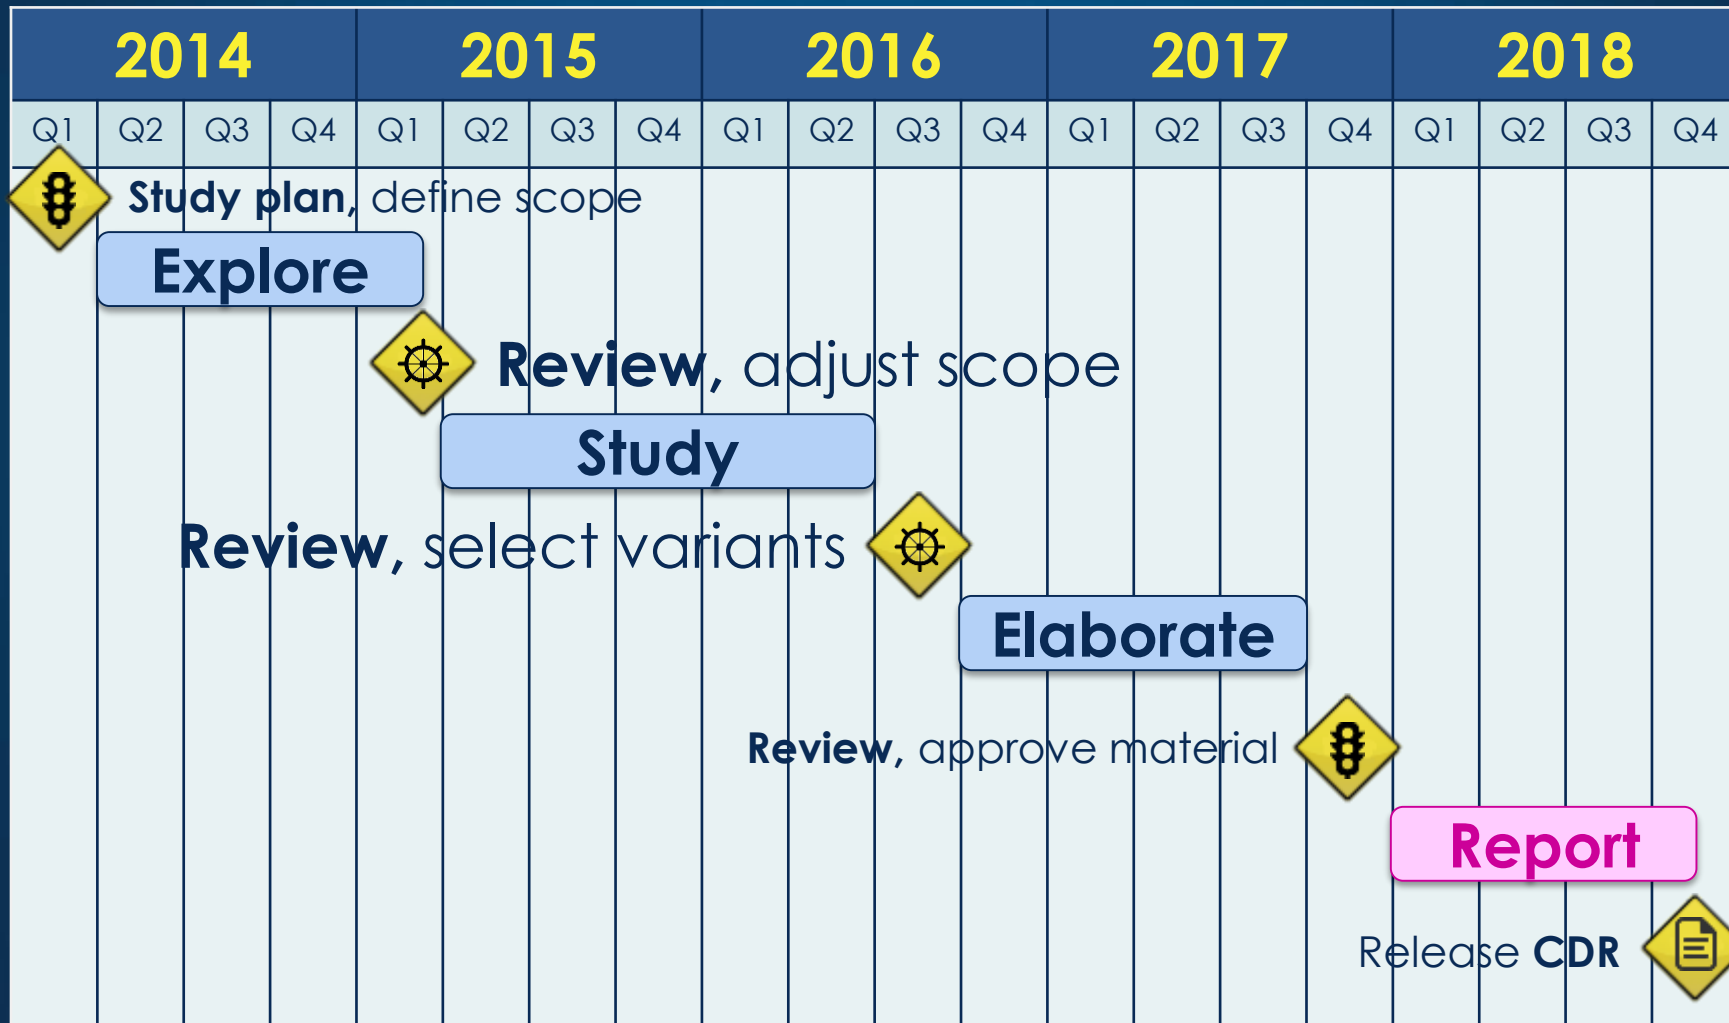 2014 2015 2016 2017 2018
Q1 Q2 Q3 Q4 Q1 Q2 Q3 Q4 Q1 Q2 Q3 Q4 Q1 Q2 Q3 Q4 Q1 Q2 Q3 Q4
Study plan, define scope
Explore
Review, adjust scope
Study
Review, select variants
Elaborate
Review, approve material
Report
Release CDR